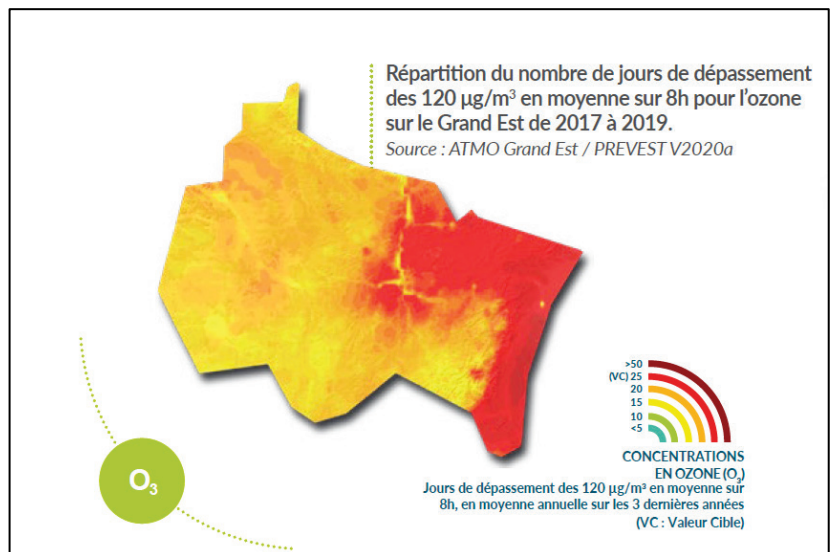 Répartition du nombre de jours de dépassement
des 120 µg/m³ en moyenne sur 8h pour l’ozone
sur le Grand Est de 2017 à 2019.
Source : ATMO Grand Est / PREVEST V2020a
>50
(VC) 25
20
15
10
<5
CONCENTRATIONS
EN OZONE (O₃)
Jours de dépassement des 120 µg/m³ en moyenne sur
8h, en moyenne annuelle sur les 3 dernières années
(VC : Valeur Cible)
O₃